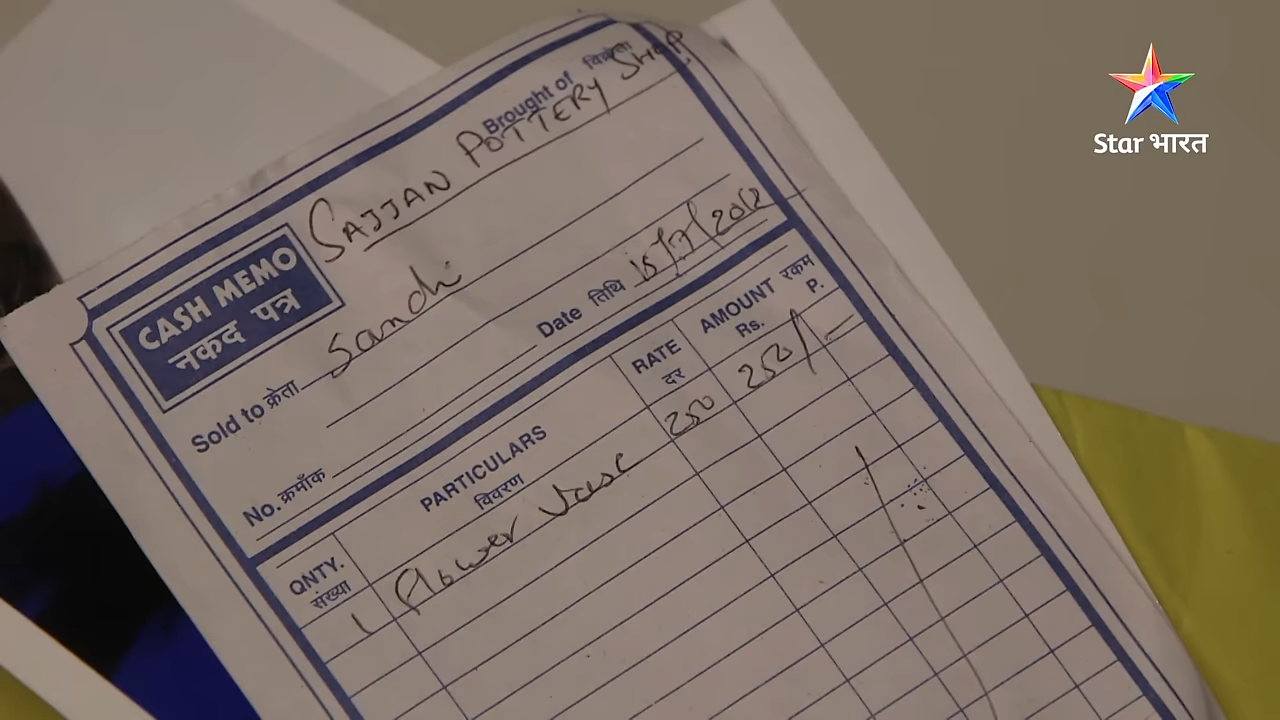 Star भारत
Brought of विक्रेता
SAJJAN POTTERY SHOP
CASH MEMO
नकद पत्र
Sold to क्रेता Sandhi
No. क्रमाँक Date तिथि 15/7/2012
QNTY. संख्या PARTICULARS विवरण RATE दर AMOUNT रकम Rs. P.
1 flower vase 250 250/-